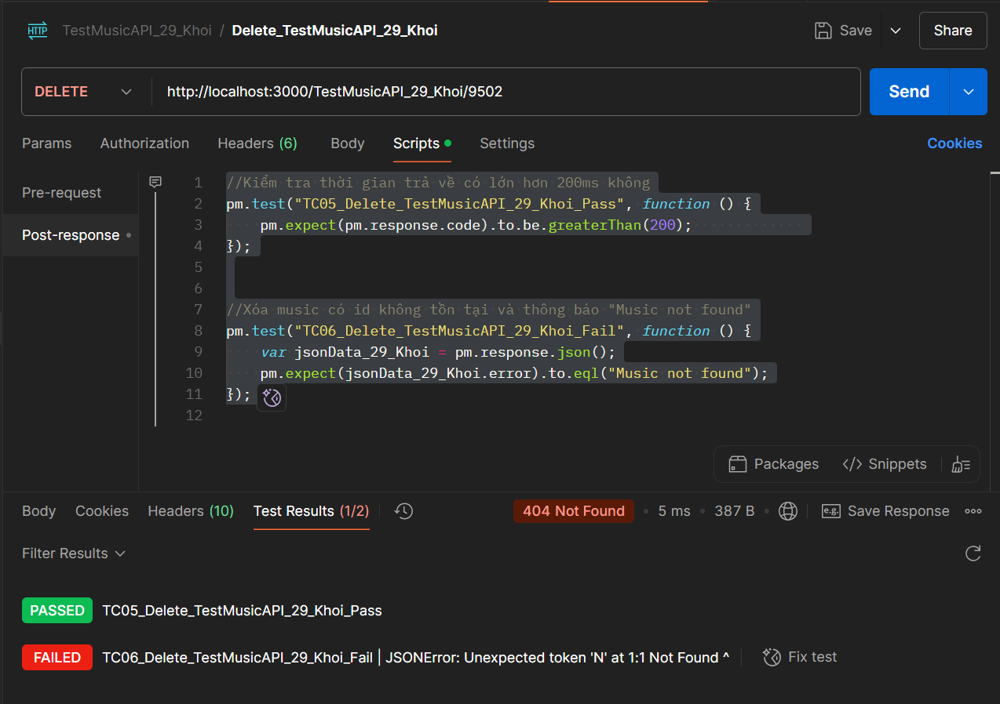 HTTP TestMusicAPI_29_Khoi / Delete_TestMusicAPI_29_Khoi Save Share
DELETE http://localhost:3000/TestMusicAPI_29_Khoi/9502 Send
Params Authorization Headers (6) Body Scripts Settings Cookies
Pre-request
Post-response
1 //Kiểm tra thời gian trả về có lớn hơn 200ms không
2 pm.test("TC05_Delete_TestMusicAPI_29_Khoi_Pass", function () {
3 pm.expect(pm.response.code).to.be.greaterThan(200);
4 });
5
6
7 //Xóa music có id không tồn tại và thông báo "Music not found"
8 pm.test("TC06_Delete_TestMusicAPI_29_Khoi_Fail", function () {
9 var jsonData_29_Khoi = pm.response.json();
10 pm.expect(jsonData_29_Khoi.error).to.eql("Music not found");
11 });
12
Packages </> Snippets
Body Cookies Headers (10) Test Results (1/2) 404 Not Found • 5 ms • 387 B • e.g. Save Response
Filter Results
PASSED TC05_Delete_TestMusicAPI_29_Khoi_Pass
FAILED TC06_Delete_TestMusicAPI_29_Khoi_Fail | JSONError: Unexpected token 'N' at 1:1 Not Found ^ Fix test